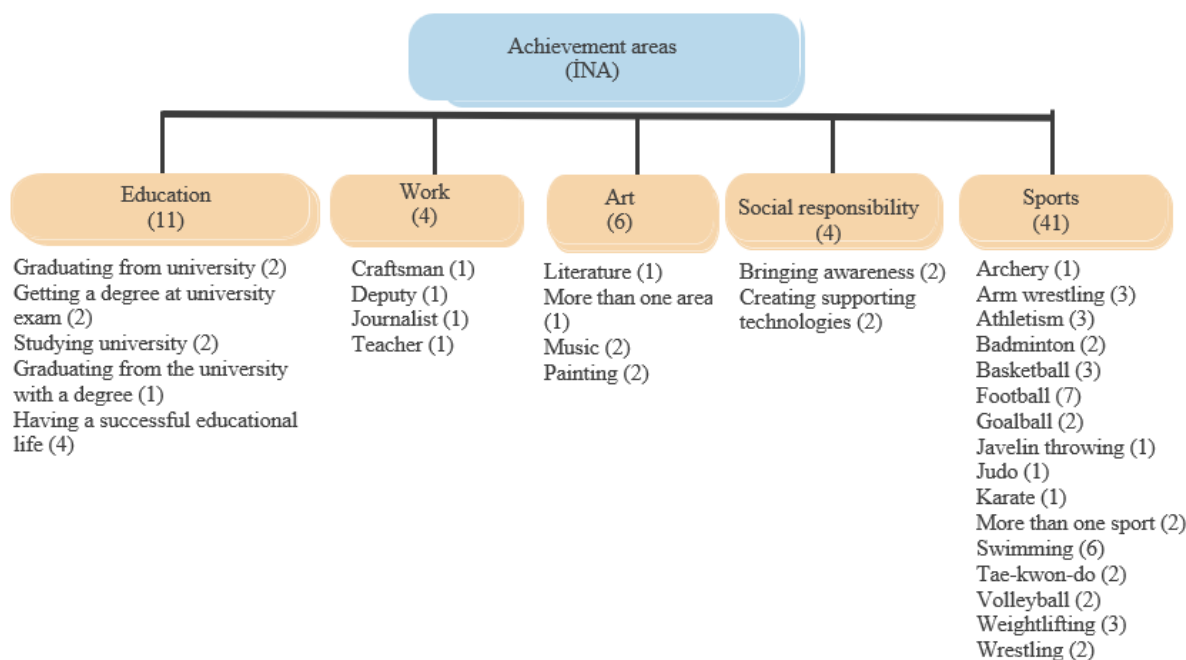 Achievement areas
(İNA)
Education
(11)
Graduating from university (2)
Getting a degree at university
exam (2)
Studying university (2)
Graduating from the university
with a degree (1)
Having a successful educational
life (4)
Work
(4)
Craftsman (1)
Deputy (1)
Journalist (1)
Teacher (1)
Art
(6)
Literature (1)
More than one area
(1)
Music (2)
Painting (2)
Social responsibility
(4)
Bringing awareness (2)
Creating supporting
technologies (2)
Sports
(41)
Archery (1)
Arm wrestling (3)
Athletism (3)
Badminton (2)
Basketball (3)
Football (7)
Goalball (2)
Javelin throwing (1)
Judo (1)
Karate (1)
More than one sport (2)
Swimming (6)
Tae-kwon-do (2)
Volleyball (2)
Weightlifting (3)
Wrestling (2)